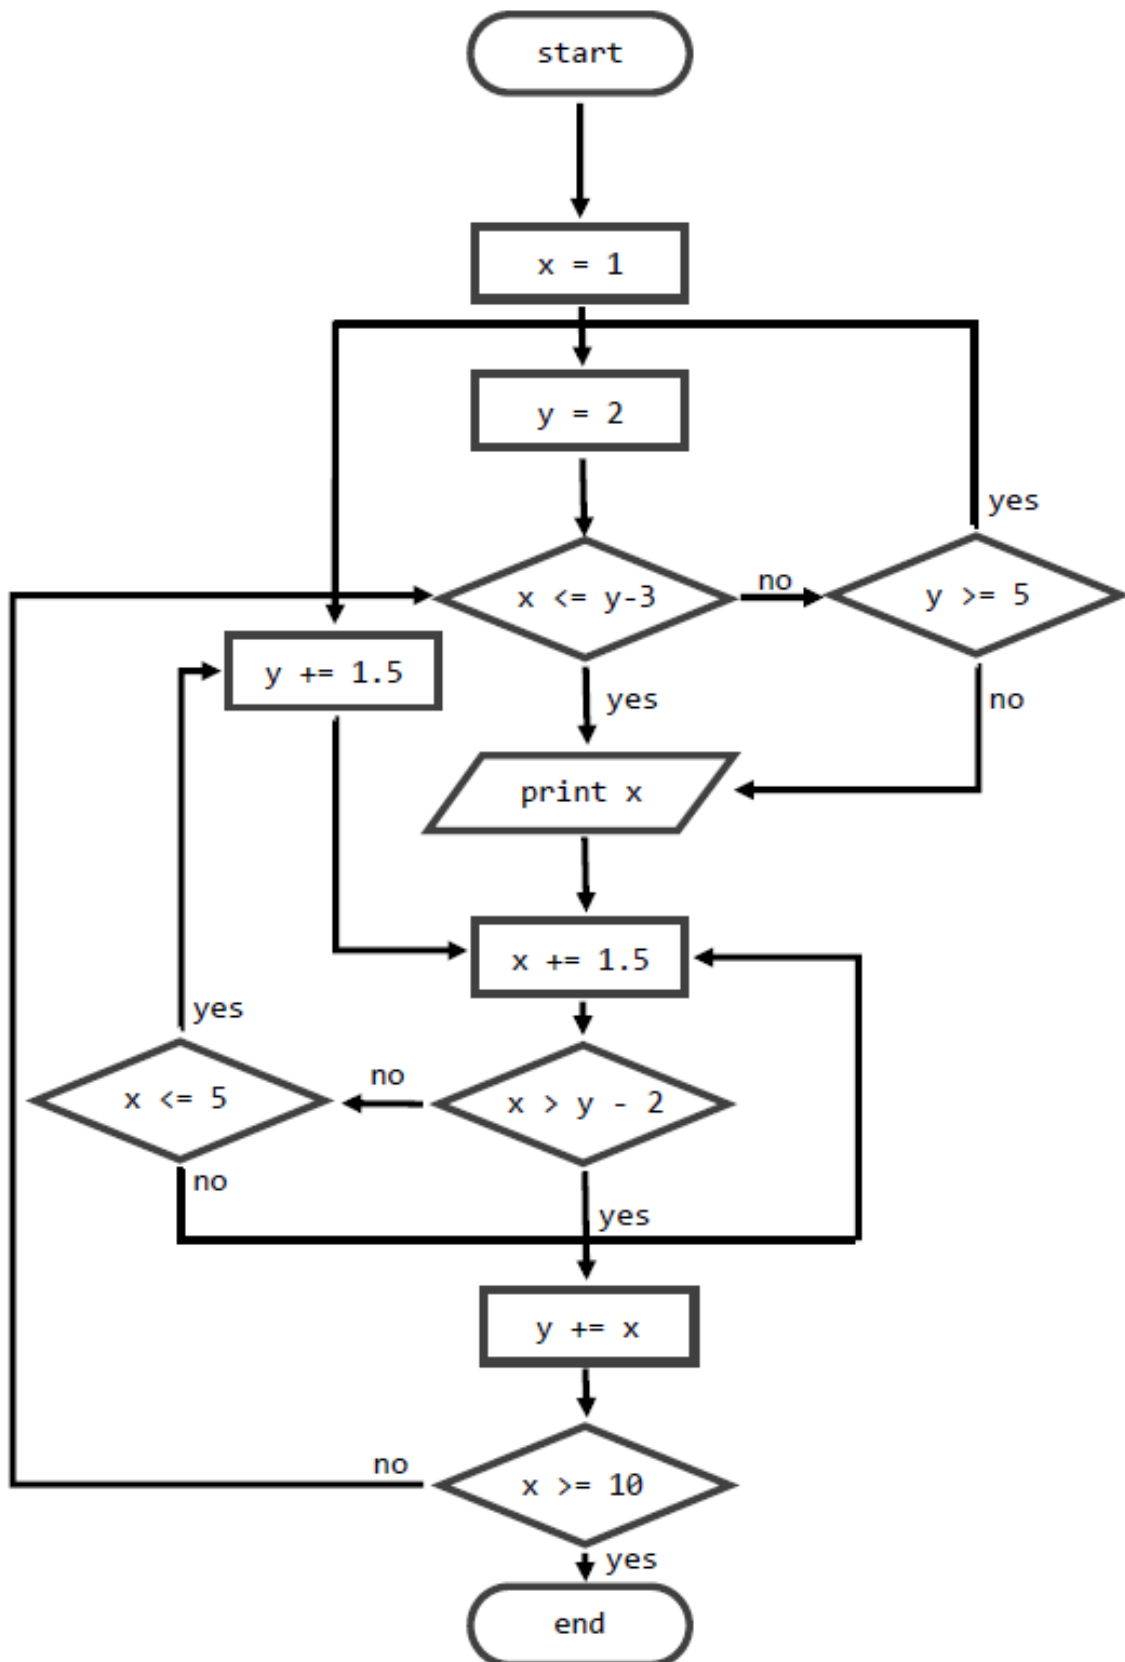 start
x = 1
y = 2
yes
x <= y-3
no
y >= 5
y += 1.5
yes
no
print x
x += 1.5
yes
x <= 5
no
x > y - 2
no
yes
y += x
no
x >= 10
yes
end